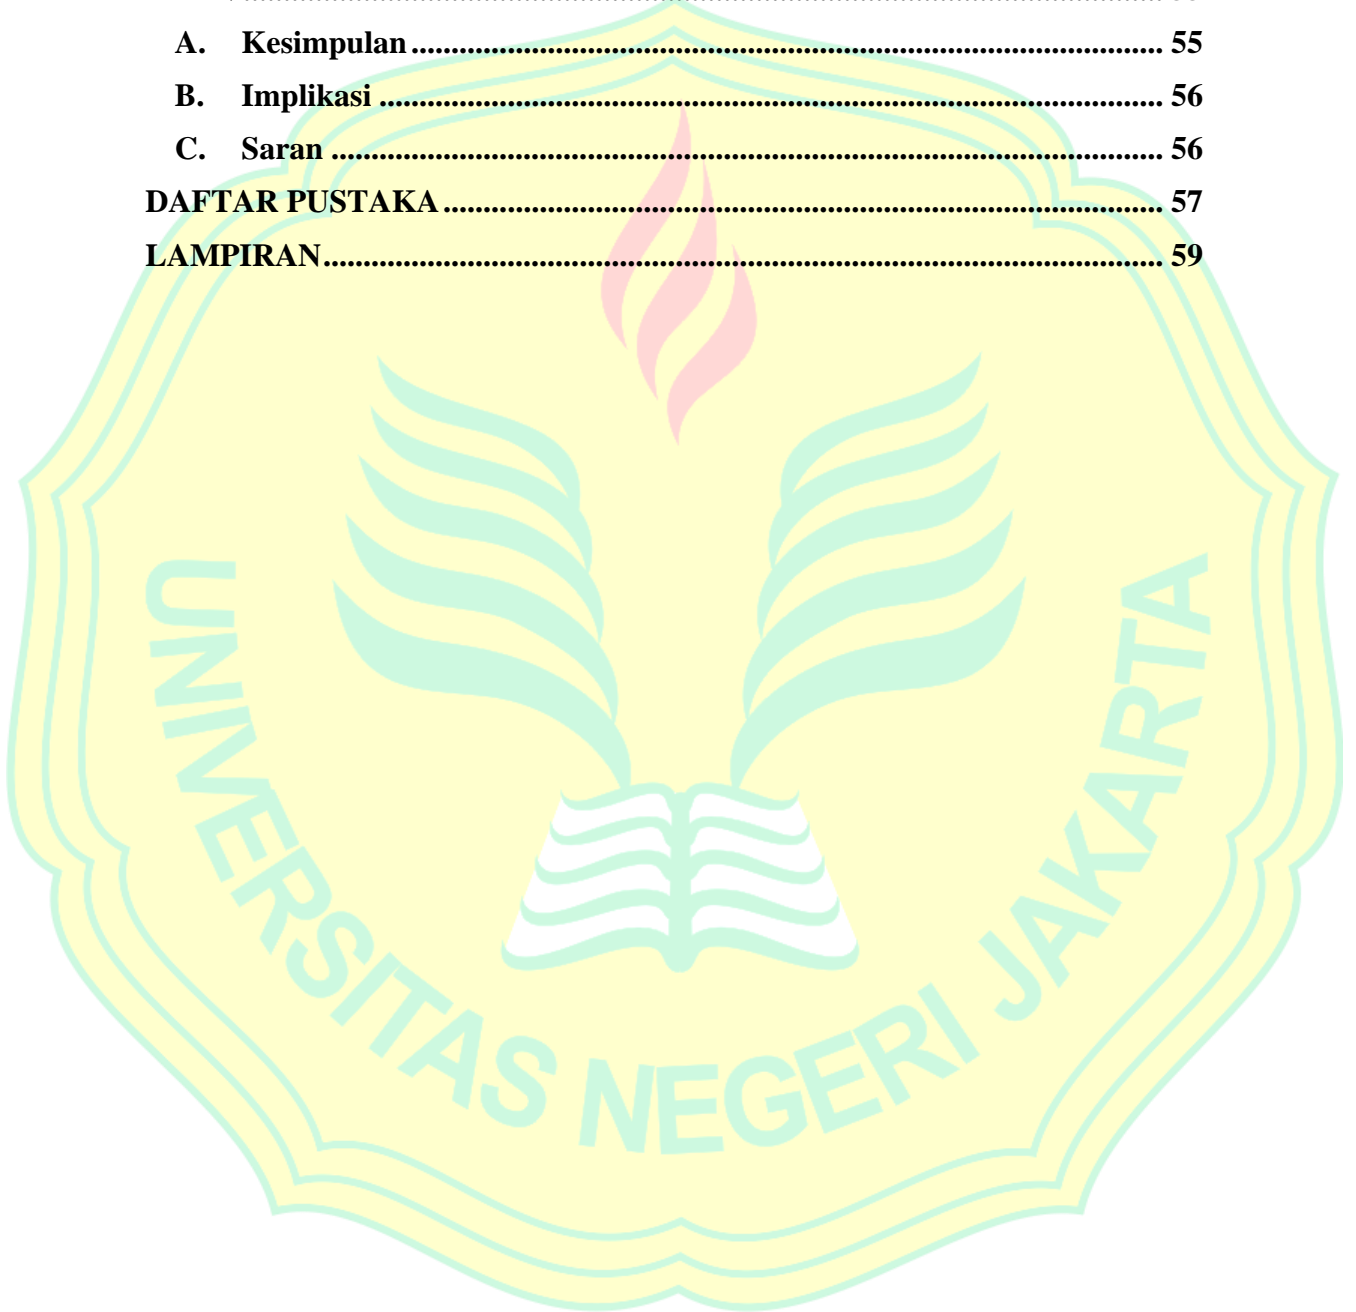 A. Kesimpulan ........................................................................ 55
B. Implikasi ........................................................................ 56
C. Saran ........................................................................ 56
DAFTAR PUSTAKA ........................................................................ 57
LAMPIRAN ........................................................................ 59
UNIVERSITAS NEGERI JAKARTA